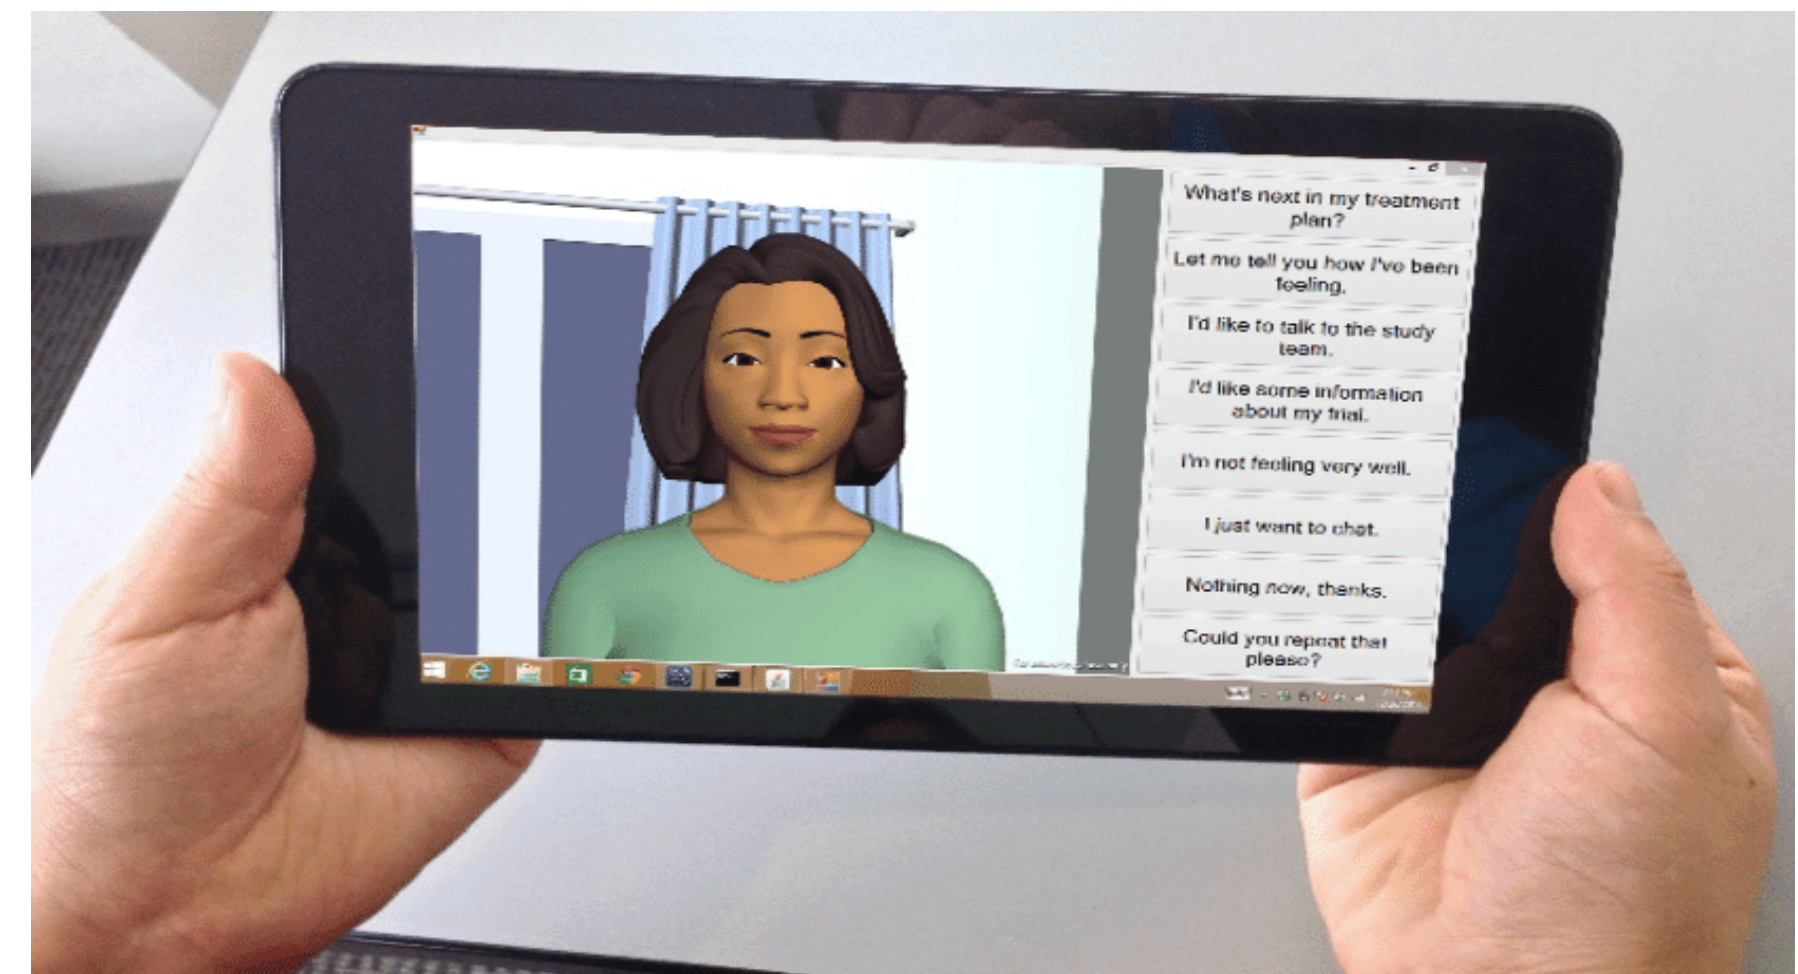 What's next in my treatment
plan?
Let me tell you how I've been
feeling.
I'd like to talk to the study
team.
I'd like some information
about my trial.
I'm not feeling very well.
I just want to chat.
Nothing now, thanks.
Could you repeat that
please?